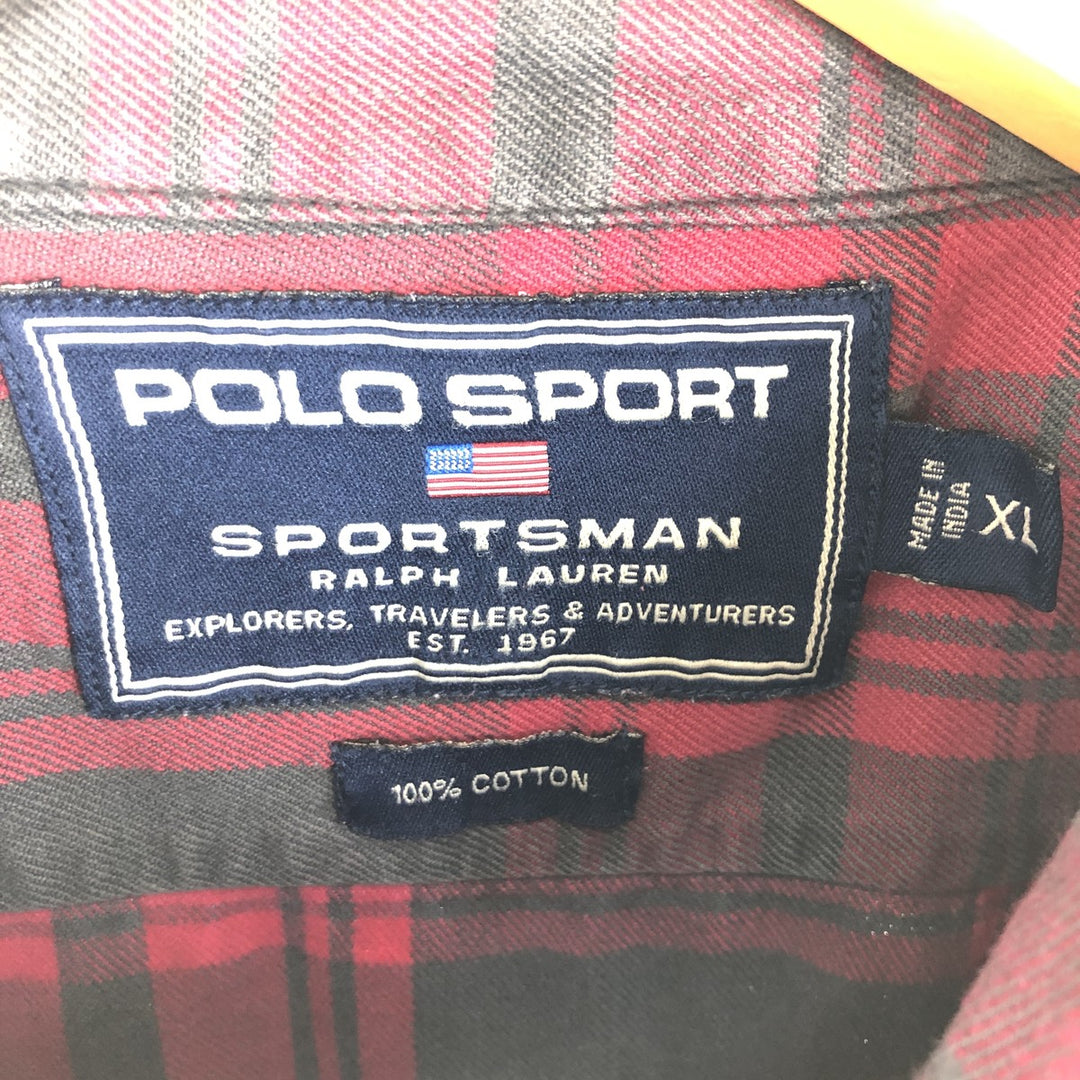 POLO SPORT
SPORTSMAN
RALPH LAUREN
EXPLORERS, TRAVELERS & ADVENTURERS
EST. 1967
MADE IN
INDIA
XL
100% COTTON